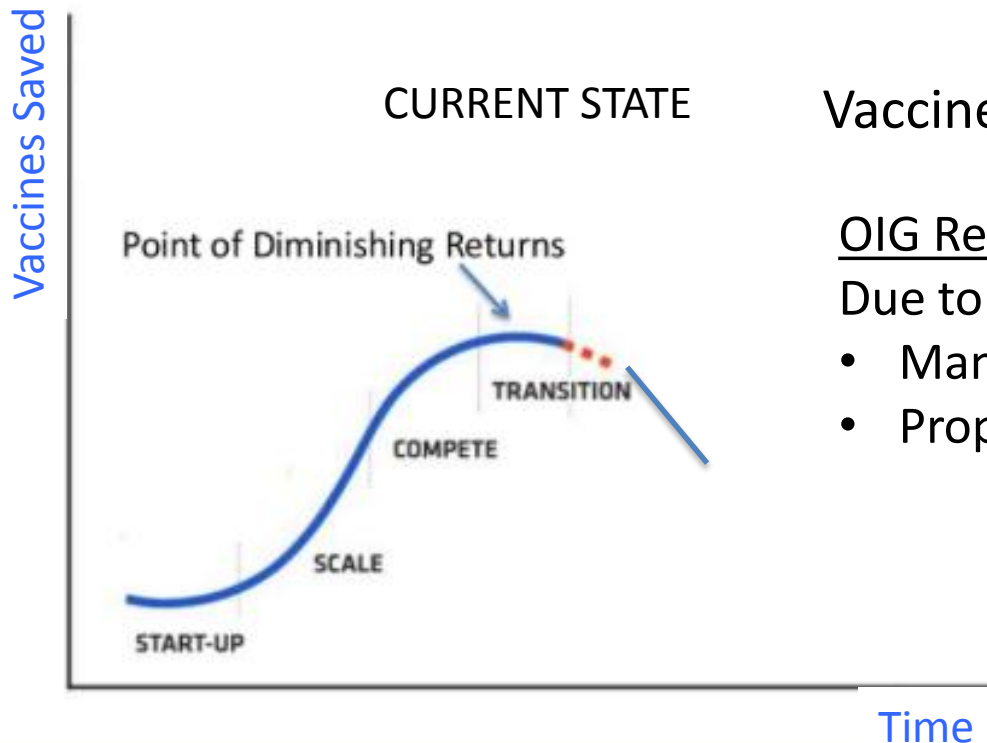 Vaccines Saved
CURRENT STATE
Point of Diminishing Returns
TRANSITION
COMPETE
SCALE
START-UP
Time
Vaccine
OIG Re
Due to
• Mar
• Prop